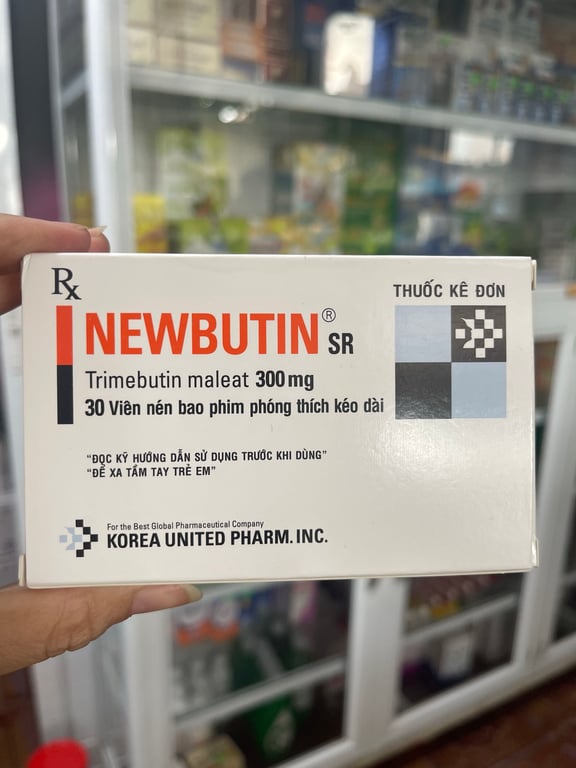 Rx
THUỐC KÊ ĐƠN
NEWBUTIN® SR
Trimebutin maleat 300 mg
30 Viên nén bao phim phóng thích kéo dài
"ĐỌC KỸ HƯỚNG DẪN SỬ DỤNG TRƯỚC KHI DÙNG"
"ĐỂ XA TẦM TAY TRẺ EM"
For the Best Global Pharmaceutical Company
KOREA UNITED PHARM. INC.